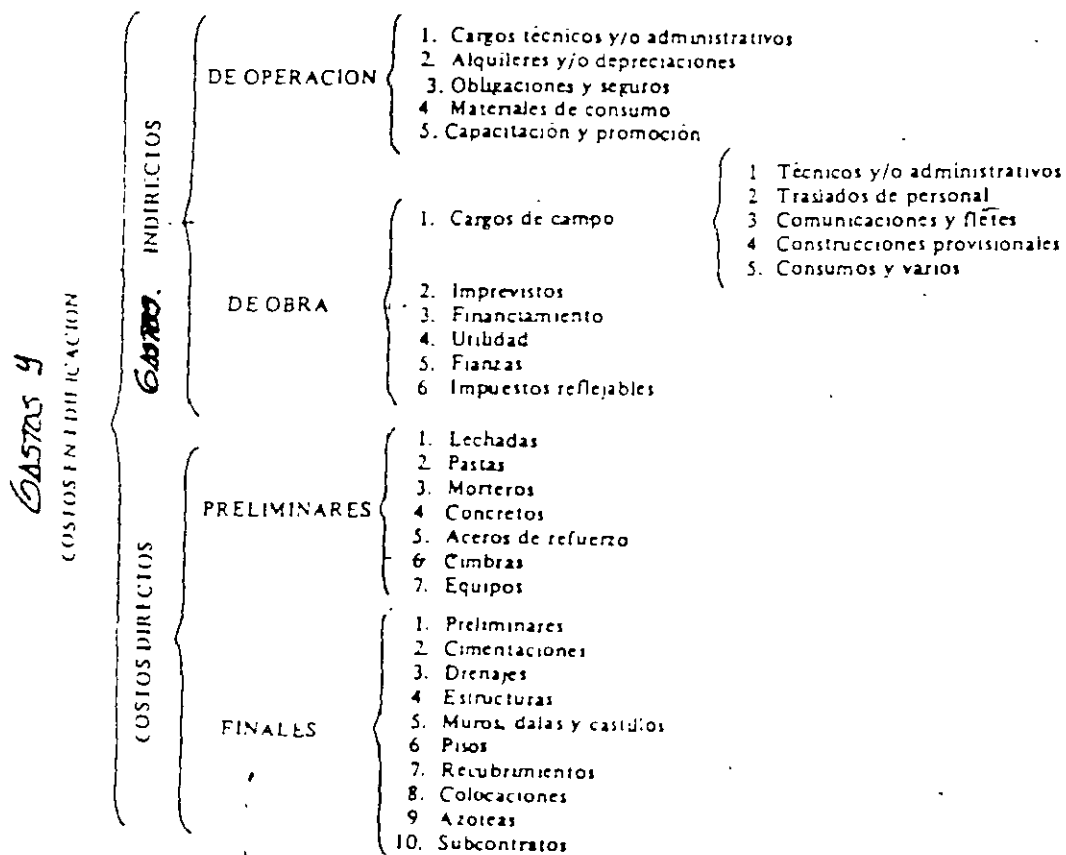 GASTOS Y
COSTOS EN EDIFICACION
GASTOS. INDIRECTOS
DE OPERACION
1. Cargos técnicos y/o administrativos
2 Alquileres y/o depreciaciones
3. Obligaciones y seguros
4 Materiales de consumo
5. Capacitación y promoción
DE OBRA
1. Cargos de campo
1 Técnicos y/o administrativos
2 Traslados de personal
3 Comunicaciones y fletes
4 Construcciones provisionales
5. Consumos y varios
2. Imprevistos
3. Financiamiento
4. Utilidad
5. Fianzas
6 Impuestos reflejables
COSTOS DIRECTOS
PRELIMINARES
1. Lechadas
2 Pastas
3. Morteros
4 Concretos
5. Aceros de refuerzo
6 Cimbras
7. Equipos
FINALES
1. Preliminares
2 Cimentaciones
3. Drenajes
4 Estructuras
5. Muros, dalas y castillos
6 Pisos
7. Recubrimientos
8. Colocaciones
9 Azoteas
10. Subcontratos